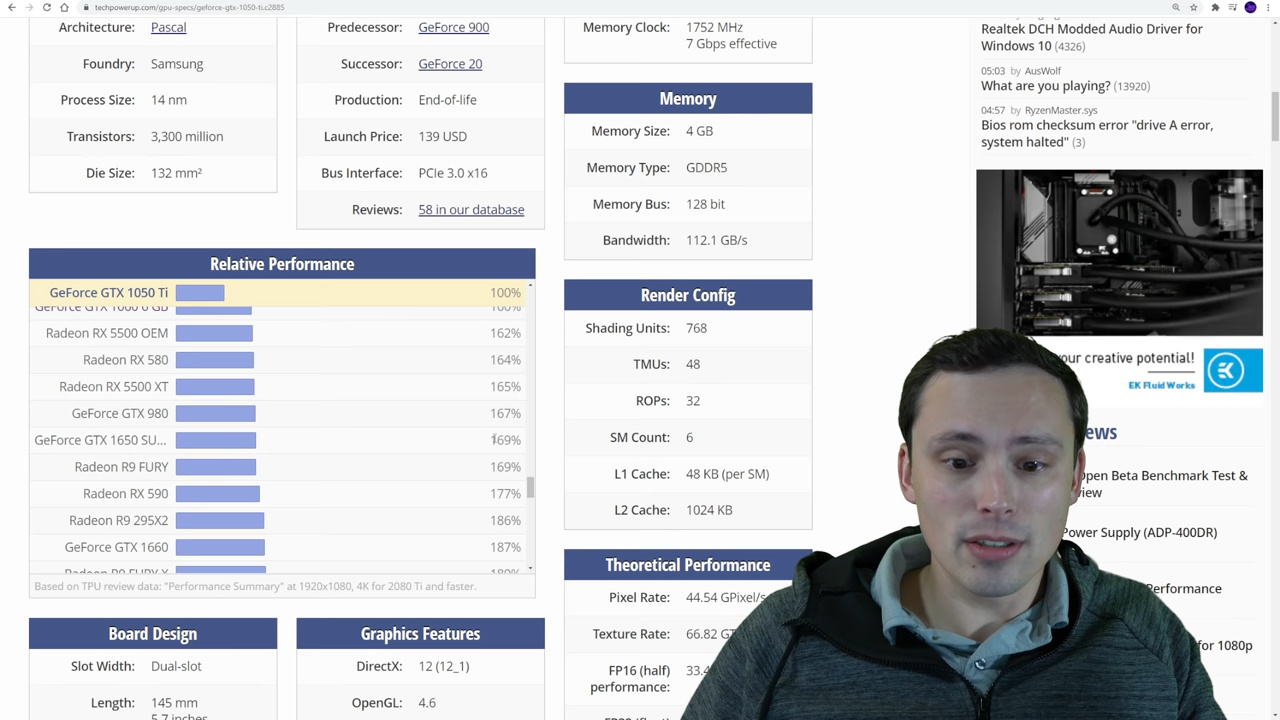 techpowerup.com/gpu-specs/geforce-gtx-1050-ti.c2885
Architecture: Pascal
Foundry: Samsung
Process Size: 14 nm
Transistors: 3,300 million
Die Size: 132 mm²
Predecessor: GeForce 900
Successor: GeForce 20
Production: End-of-life
Launch Price: 139 USD
Bus Interface: PCIe 3.0 x16
Reviews: 58 in our database
Memory Clock: 1752 MHz
7 Gbps effective
Memory
Memory Size: 4 GB
Memory Type: GDDR5
Memory Bus: 128 bit
Bandwidth: 112.1 GB/s
Relative Performance
GeForce GTX 1050 Ti 100%
Radeon RX 5500 OEM 162%
Radeon RX 580 164%
Radeon RX 5500 XT 165%
GeForce GTX 980 167%
GeForce GTX 1650 SU... 169%
Radeon R9 FURY 169%
Radeon RX 590 177%
Radeon R9 295X2 186%
GeForce GTX 1660 187%
Based on TPU review data: "Performance Summary" at 1920x1080, 4K for 2080 Ti and faster.
Render Config
Shading Units: 768
TMUs: 48
ROPs: 32
SM Count: 6
L1 Cache: 48 KB (per SM)
L2 Cache: 1024 KB
Theoretical Performance
Pixel Rate: 44.54 GPixel/s
Texture Rate: 66.82
FP16 (half) 33.4
performance:
Board Design
Slot Width: Dual-slot
Length: 145 mm
5.7 inches
Graphics Features
DirectX: 12 (12_1)
OpenGL: 4.6
Realtek DCH Modded Audio Driver for
Windows 10 (4326)
05:03 by AusWolf
What are you playing? (13920)
04:57 by RyzenMaster.sys
Bios rom checksum error "drive A error,
system halted" (3)
your creative potential!
EK Fluid Works
Open Beta Benchmark Test &
Power Supply (ADP-400DR)
Performance
for 1080p